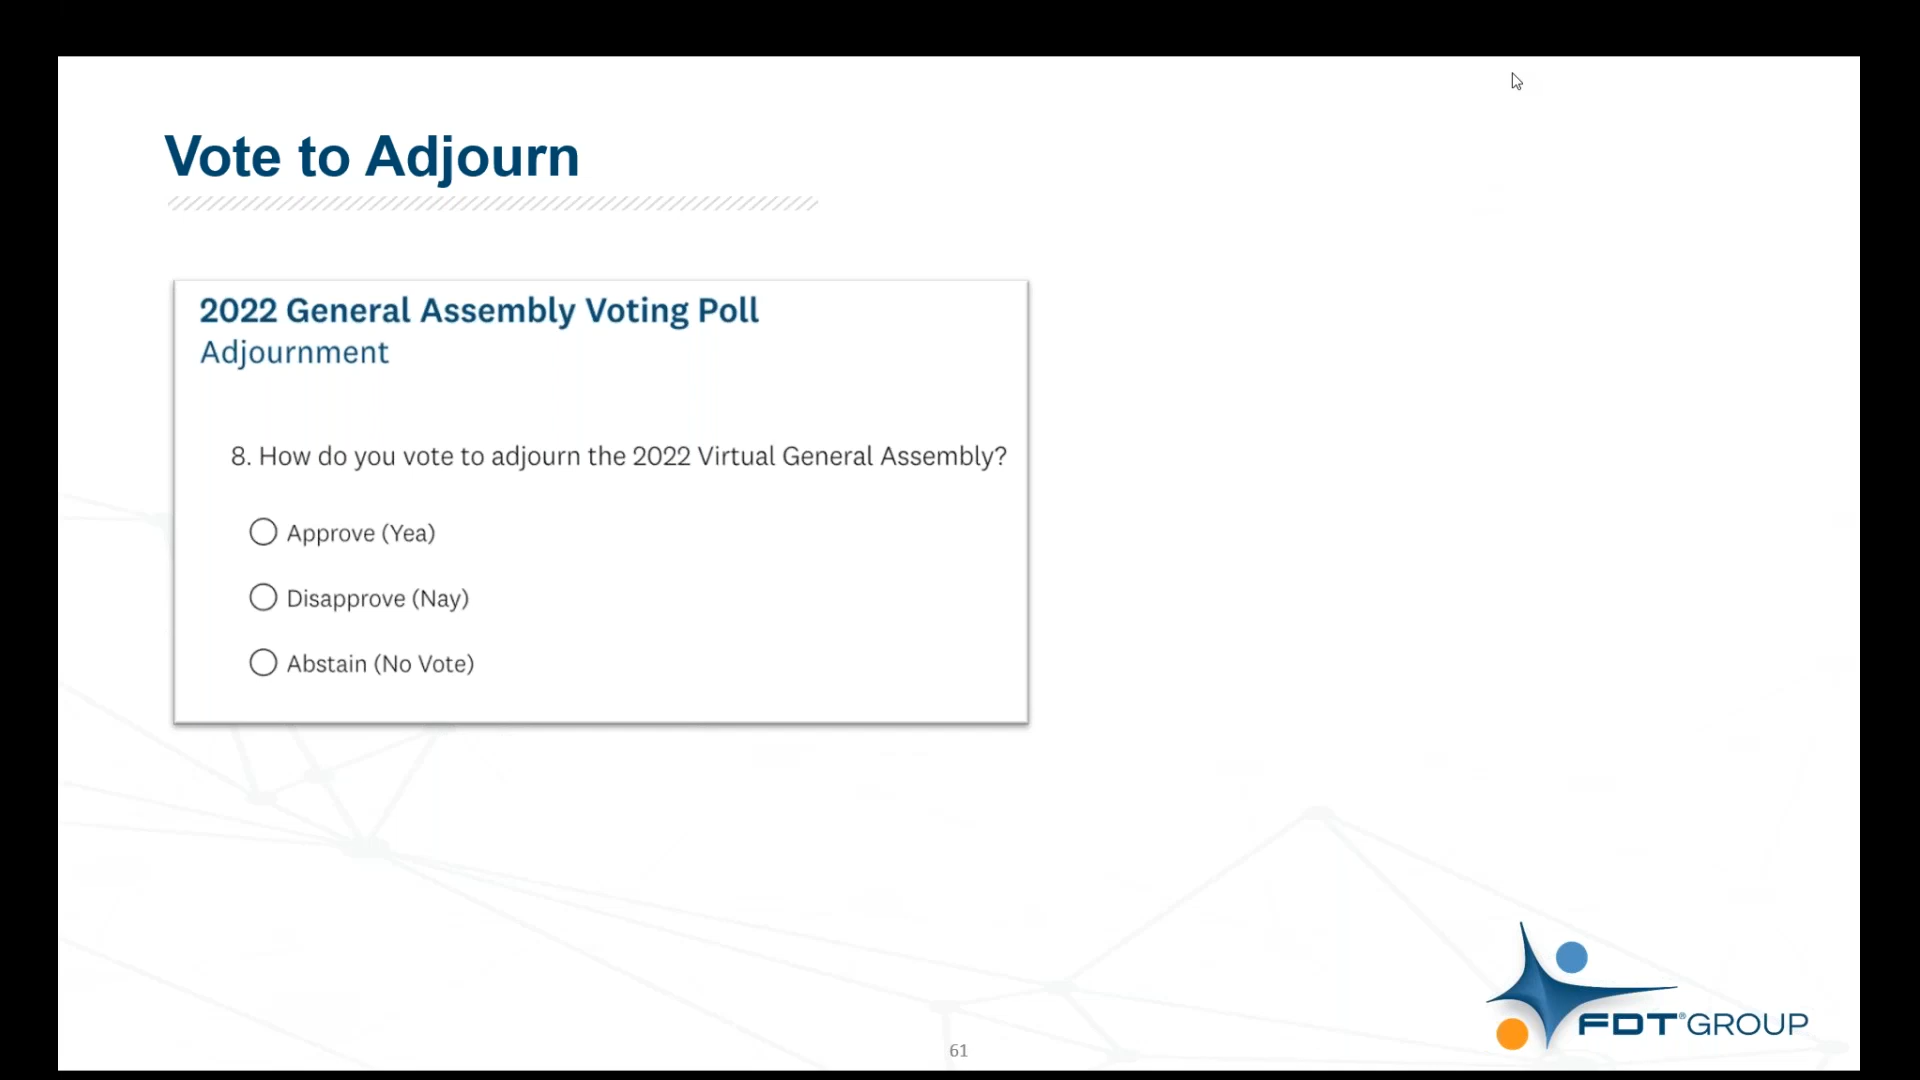 Vote to Adjourn
2022 General Assembly Voting Poll
Adjournment
8. How do you vote to adjourn the 2022 Virtual General Assembly?
Approve (Yea)
Disapprove (Nay)
Abstain (No Vote)
FDT®GROUP
61